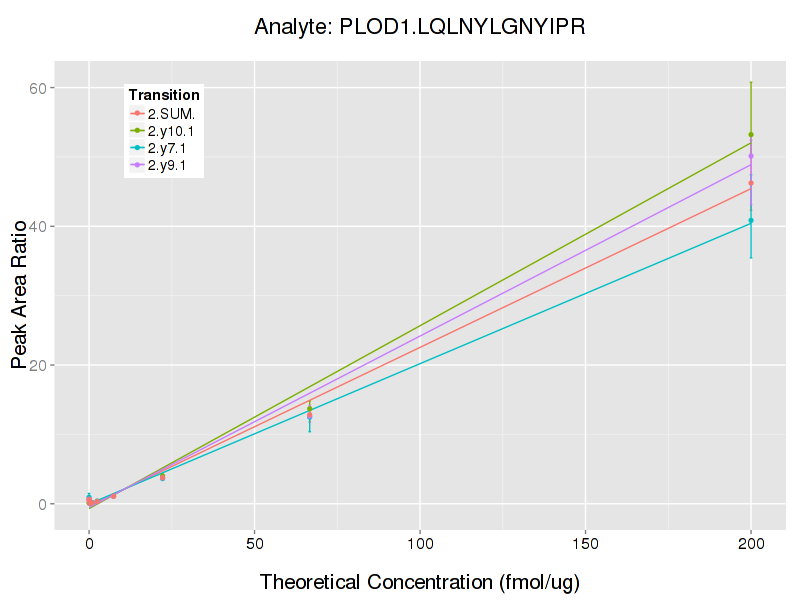 Analyte: PLOD1.LQLNYLGNYIPR
Peak Area Ratio
60
40
20
0
Transition
2.SUM.
2.y10.1
2.y7.1
2.y9.1
0 50 100 150 200
Theoretical Concentration (fmol/ug)